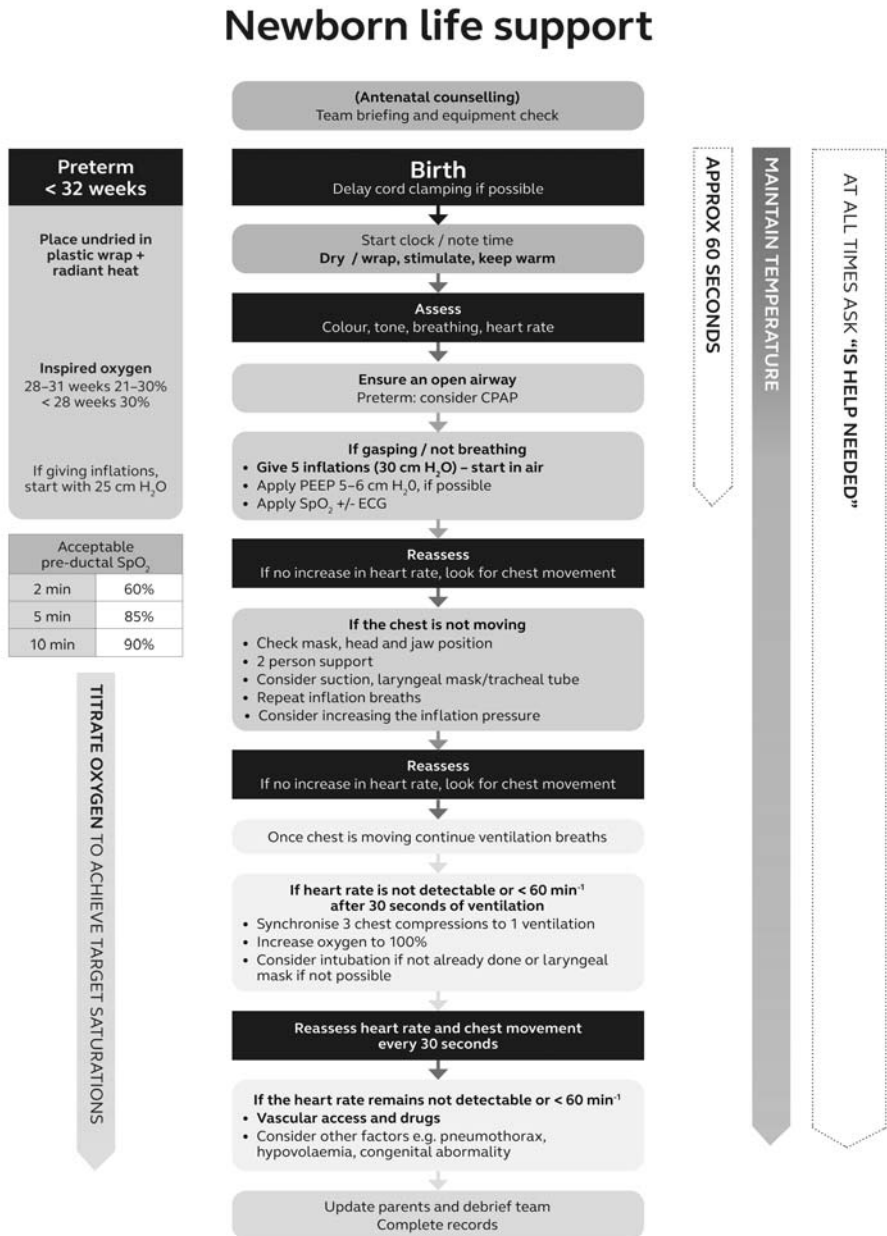 Newborn life support
(Antenatal counselling)
Team briefing and equipment check
Preterm
< 32 weeks
Place undried in
plastic wrap +
radiant heat
Inspired oxygen
28–31 weeks 21–30%
< 28 weeks 30%
If giving inflations,
start with 25 cm H₂O
Acceptable
pre-ductal SpO₂
2 min 60%
5 min 85%
10 min 90%
TITRATE OXYGEN TO ACHIEVE TARGET SATURATIONS
Birth
Delay cord clamping if possible
Start clock / note time
Dry / wrap, stimulate, keep warm
Assess
Colour, tone, breathing, heart rate
Ensure an open airway
Preterm: consider CPAP
If gasping / not breathing
• Give 5 inflations (30 cm H₂O) – start in air
• Apply PEEP 5–6 cm H₂0, if possible
• Apply SpO₂ +/- ECG
Reassess
If no increase in heart rate, look for chest movement
If the chest is not moving
• Check mask, head and jaw position
• 2 person support
• Consider suction, laryngeal mask/tracheal tube
• Repeat inflation breaths
• Consider increasing the inflation pressure
Reassess
If no increase in heart rate, look for chest movement
Once chest is moving continue ventilation breaths
If heart rate is not detectable or < 60 min⁻¹
after 30 seconds of ventilation
• Synchronise 3 chest compressions to 1 ventilation
• Increase oxygen to 100%
• Consider intubation if not already done or laryngeal
mask if not possible
Reassess heart rate and chest movement
every 30 seconds
If the heart rate remains not detectable or < 60 min⁻¹
• Vascular access and drugs
• Consider other factors e.g. pneumothorax,
hypovolaemia, congenital abormality
Update parents and debrief team
Complete records
APPROX 60 SECONDS
MAINTAIN TEMPERATURE
AT ALL TIMES ASK "IS HELP NEEDED"